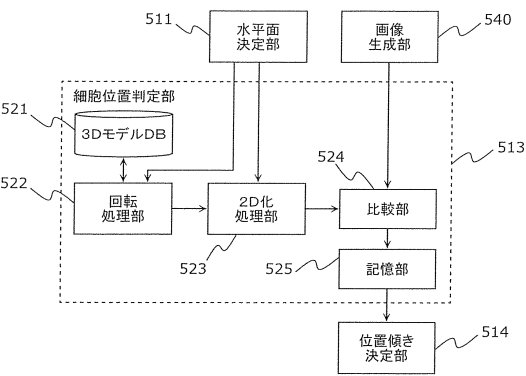 511
水平面
決定部
画像
生成部
540
細胞位置判定部
521
3DモデルDB
513
522
回転
処理部
2D化
処理部
523
524
比較部
525
記憶部
位置傾き
決定部
514